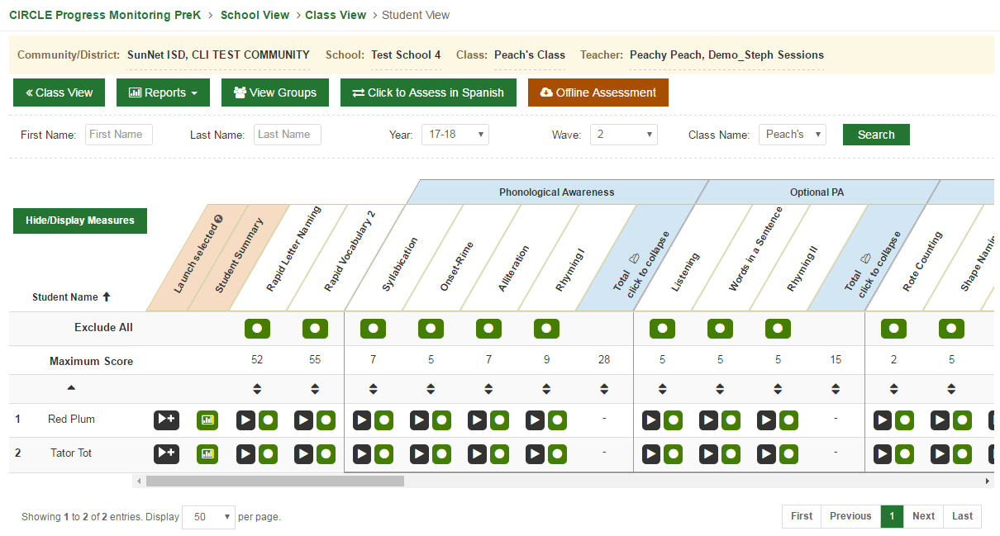 CIRCLE Progress Monitoring PreK > School View > Class View > Student View
Community/District: SunNet ISD, CLI TEST COMMUNITY School: Test School 4 Class: Peach's Class Teacher: Peachy Peach, Demo_Steph Sessions
« Class View Reports View Groups Click to Assess in Spanish Offline Assessment
First Name: First Name Last Name: Last Name Year: 17-18 Wave: 2 Class Name: Peach's Search
Phonological Awareness Optional PA
Hide/Display Measures
Launch selected
Student Summary
Rapid Letter Naming
Rapid Vocabulary 2
Syllabication
Onset-Rime
Alliteration
Rhyming I
Total
click to collapse
Listening
Words in a Sentence
Rhyming II
Total
click to collapse
Rote Counting
Shape Naming
Student Name
Exclude All
Maximum Score 52 55 7 5 7 9 28 5 5 5 15 2 5
1 Red Plum - -
2 Tator Tot - -
Showing 1 to 2 of 2 entries. Display 50 per page.
First Previous 1 Next Last